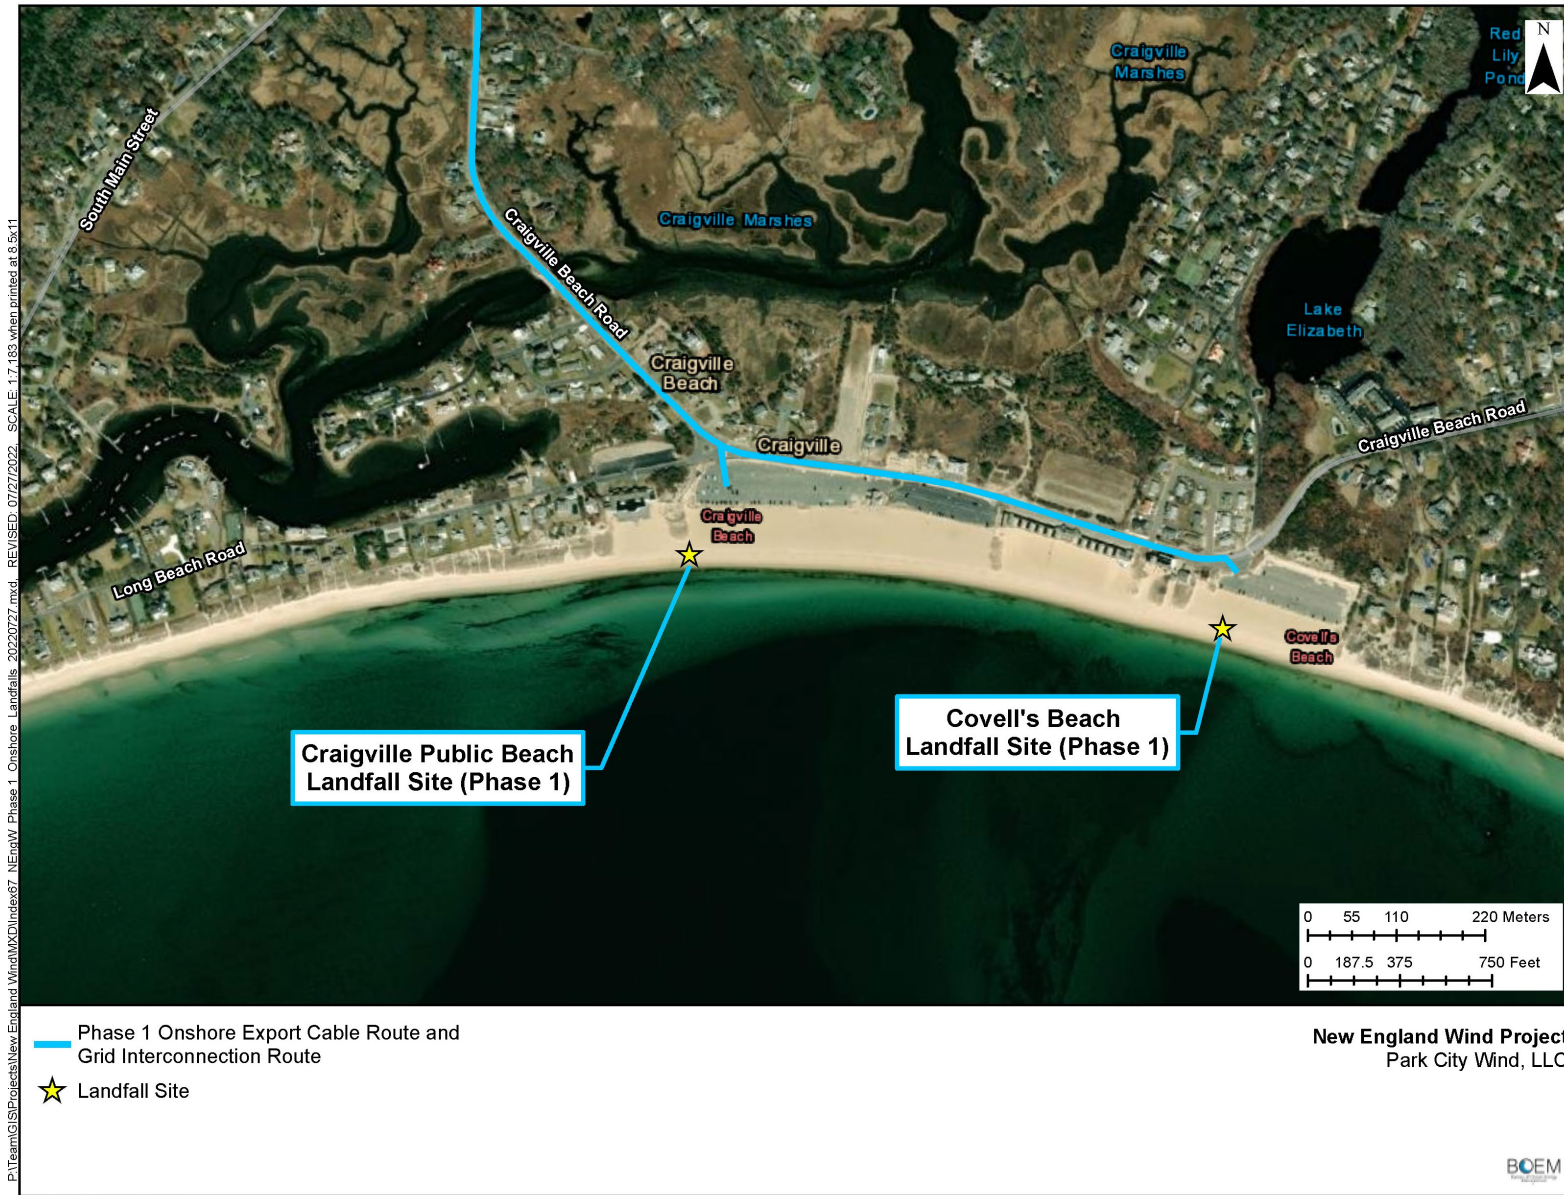 Craigville
Marshes
Red
Lily
Pond
N
South Main Street
Craigville Marshes
Craigville Beach Road
Lake
Elizabeth
Craigville
Beach
Craigville
Craigville Beach Road
Craigville
Beach
Long Beach Road
Covell's
Beach
Craigville Public Beach
Landfall Site (Phase 1)
Covell's Beach
Landfall Site (Phase 1)
0 55 110 220 Meters
0 187.5 375 750 Feet
P:\Team\GIS\Projects\New England Wind\MXD\Index67_NEngW_Phase_1_Onshore_Landfalls_20220727.mxd, REVISED: 07/27/2022, SCALE: 1:7,183 when printed at 8.5x11
Phase 1 Onshore Export Cable Route and
Grid Interconnection Route
Landfall Site
New England Wind Project
Park City Wind, LLC
BOEM